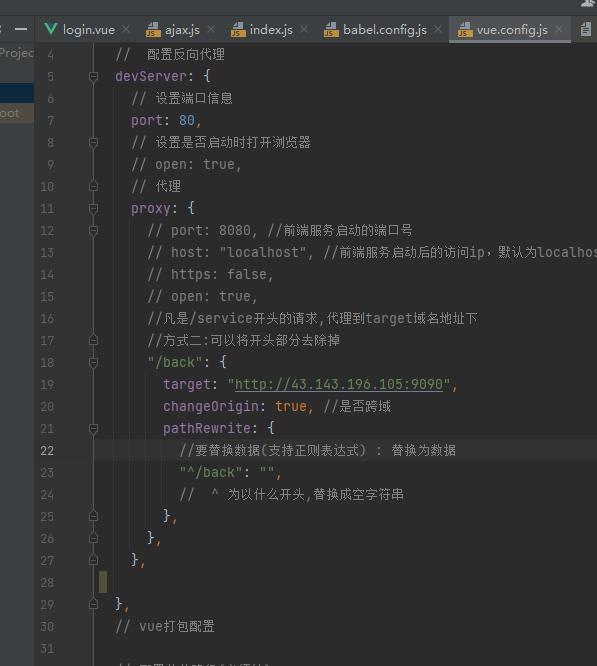 login.vue ajax.js index.js babel.config.js vue.config.js
Projec
oot
4 // 配置反向代理
5 devServer: {
6 // 设置端口信息
7 port: 80,
8 // 设置是否启动时打开浏览器
9 // open: true,
10 // 代理
11 proxy: {
12 // port: 8080, //前端服务启动的端口号
13 // host: "localhost", //前端服务启动后的访问ip，默认为localhos
14 // https: false,
15 // open: true,
16 //凡是/service开头的请求,代理到target域名地址下
17 //方式二:可以将开头部分去除掉
18 "/back": {
19 target: "http://43.143.196.105:9090",
20 changeOrigin: true, //是否跨域
21 pathRewrite: {
22 //要替换数据(支持正则表达式) : 替换为数据
23 "^/back": "",
24 // ^ 为以什么开头,替换成空字符串
25 },
26 },
27 },
28
29 },
30 // vue打包配置
31